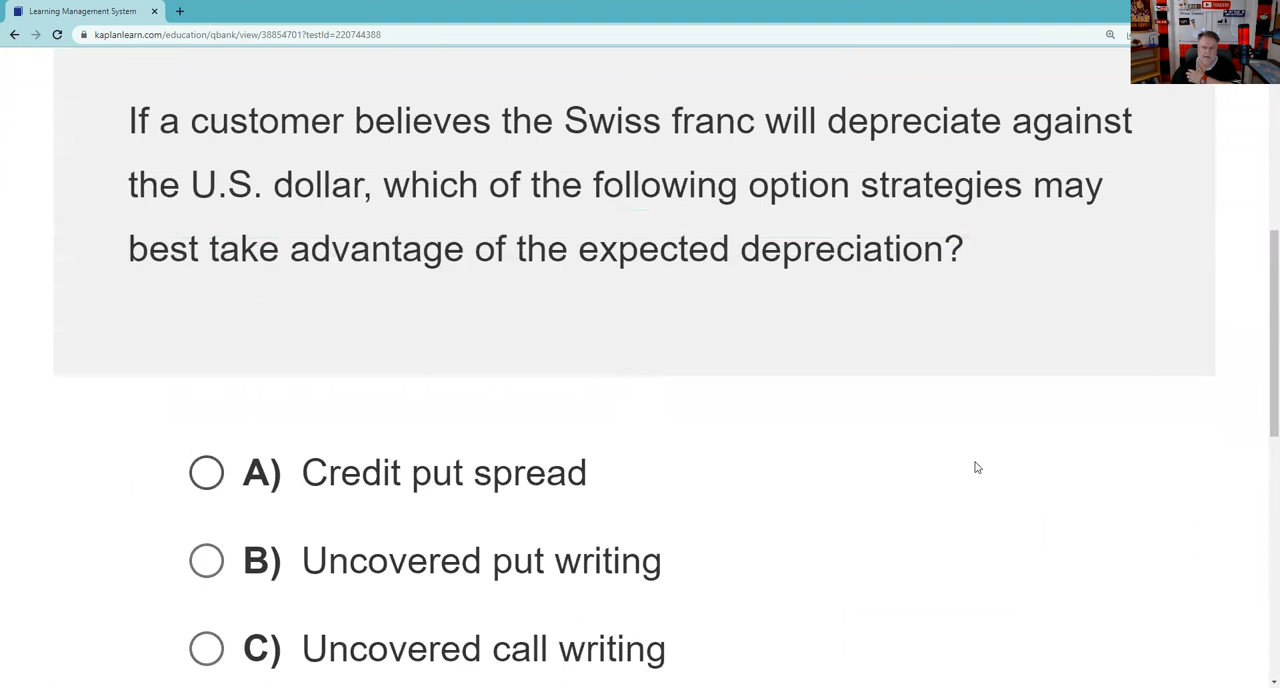 Learning Management System
kaplanlearn.com/education/qbank/view/38854701?testId=220744388
If a customer believes the Swiss franc will depreciate against
the U.S. dollar, which of the following option strategies may
best take advantage of the expected depreciation?
A) Credit put spread
B) Uncovered put writing
C) Uncovered call writing